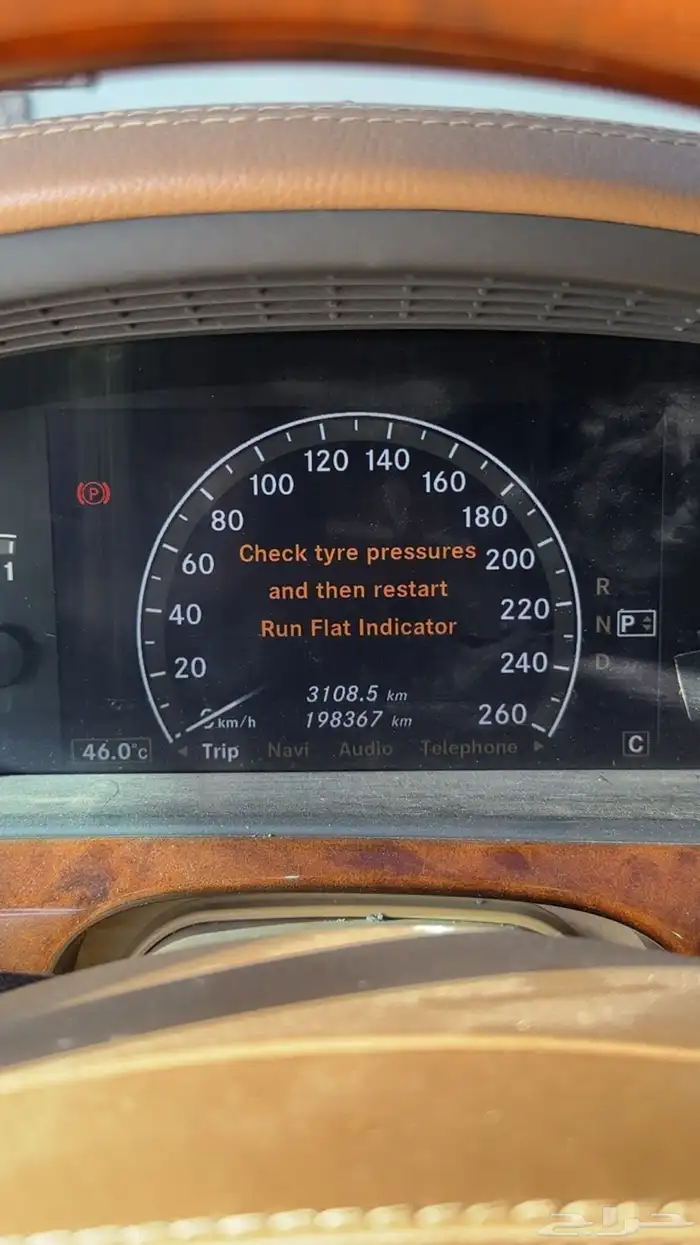 120 140
100 160
80 180
60 200
40 220
20 240
260
Check tyre pressures
and then restart
Run Flat Indicator
3108.5 km
198367 km
km/h
P
1
R
N P
D
46.0°C
Trip Navi Audio Telephone
C
حراج